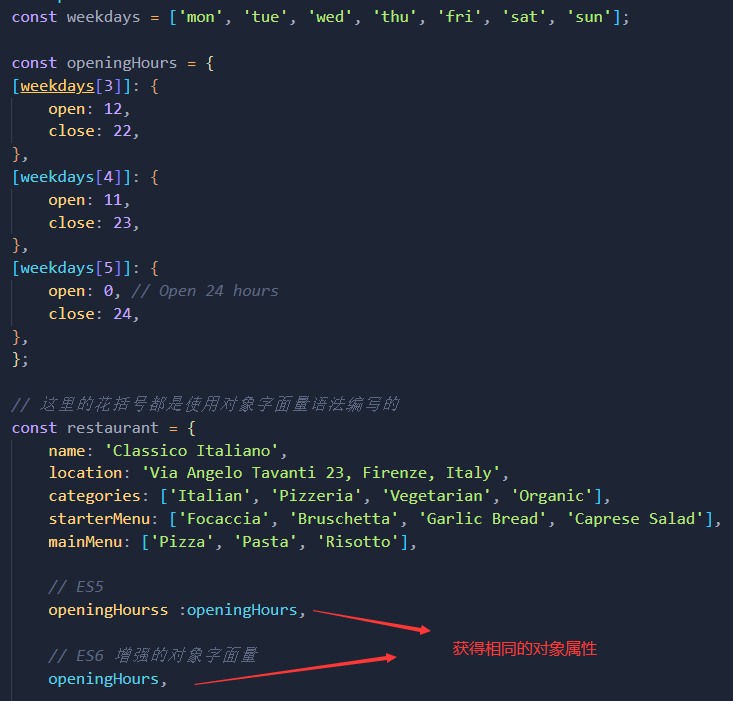 const weekdays = ['mon', 'tue', 'wed', 'thu', 'fri', 'sat', 'sun'];
const openingHours = {
[weekdays[3]]: {
open: 12,
close: 22,
},
[weekdays[4]]: {
open: 11,
close: 23,
},
[weekdays[5]]: {
open: 0, // Open 24 hours
close: 24,
},
};
// 这里的花括号都是使用对象字面量语法编写的
const restaurant = {
name: 'Classico Italiano',
location: 'Via Angelo Tavanti 23, Firenze, Italy',
categories: ['Italian', 'Pizzeria', 'Vegetarian', 'Organic'],
starterMenu: ['Focaccia', 'Bruschetta', 'Garlic Bread', 'Caprese Salad'],
mainMenu: ['Pizza', 'Pasta', 'Risotto'],
// ES5
openingHourss :openingHours,
获得相同的对象属性
// ES6 增强的对象字面量
openingHours,